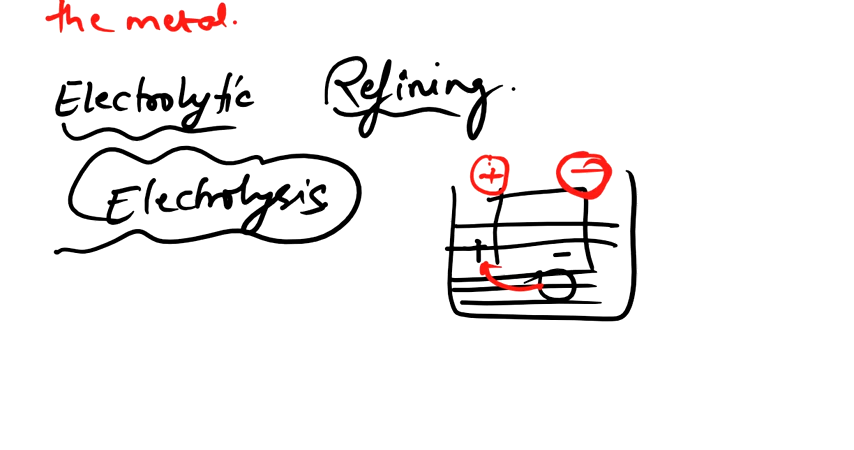 the metal.
Electrolytic Refining.
Electrolysis
+ -
+ -